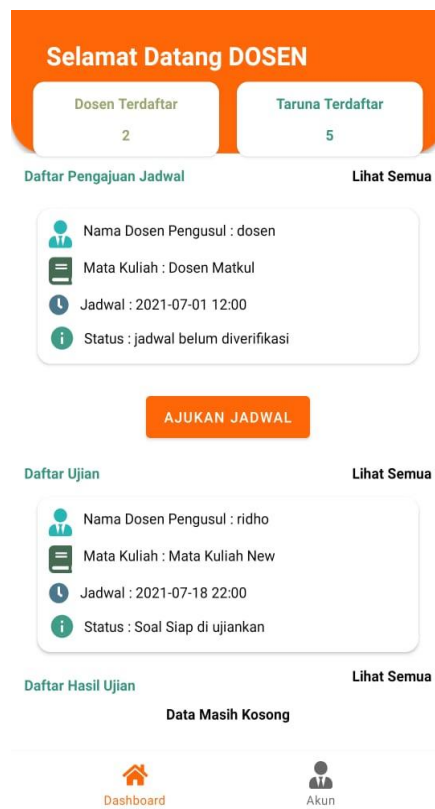 Selamat Datang DOSEN
Dosen Terdaftar
2
Taruna Terdaftar
5
Daftar Pengajuan Jadwal
Lihat Semua
Nama Dosen Pengusul : dosen
Mata Kuliah : Dosen Matkul
Jadwal : 2021-07-01 12:00
Status : jadwal belum diverifikasi
AJUKAN JADWAL
Daftar Ujian
Lihat Semua
Nama Dosen Pengusul : ridho
Mata Kuliah : Mata Kuliah New
Jadwal : 2021-07-18 22:00
Status : Soal Siap di ujiankan
Daftar Hasil Ujian
Lihat Semua
Data Masih Kosong
Dashboard
Akun